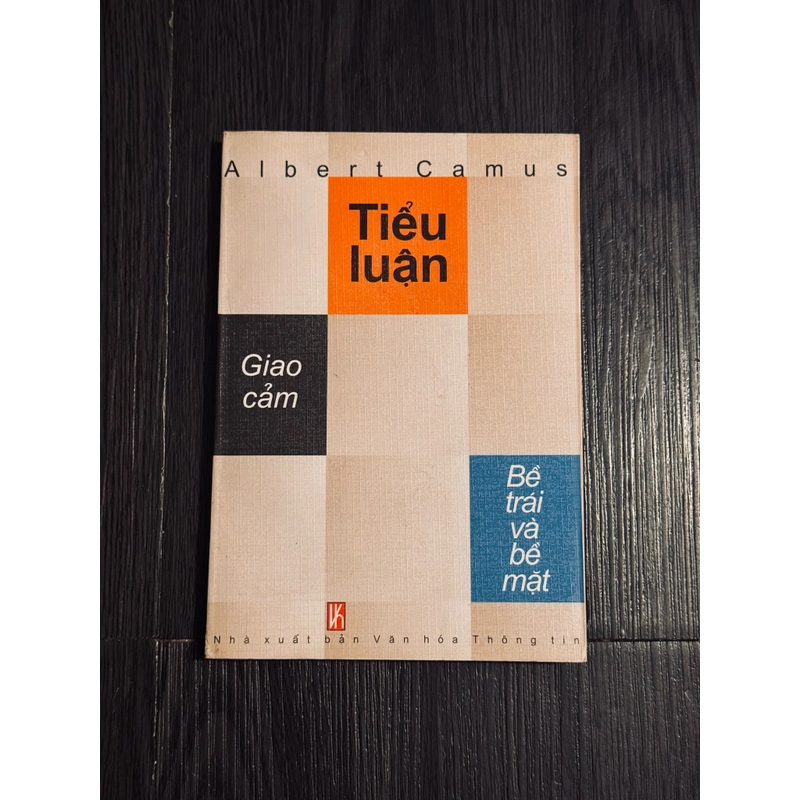 Albert Camus
Tiểu
luận
Giao
cảm
Bề
trái
và
bề
mặt
Nhà xuất bản Văn hóa Thông tin